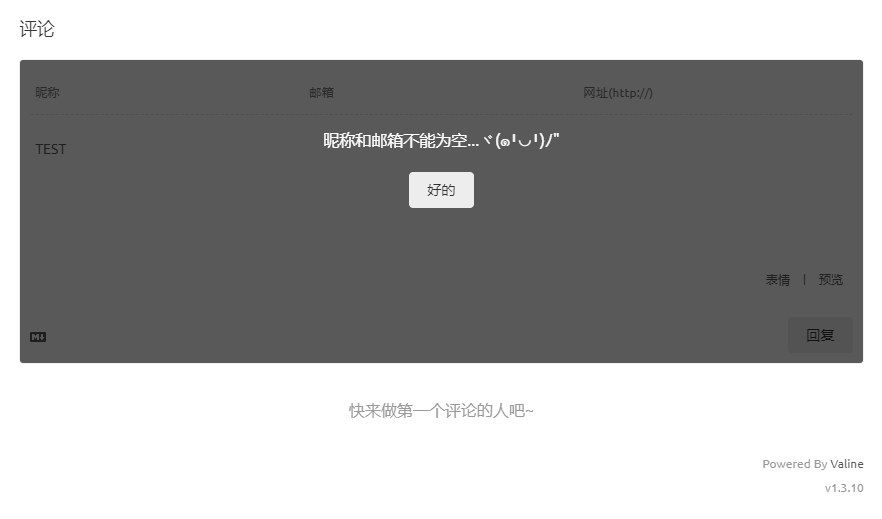 评论
昵称 邮箱 网址(http://)
昵称和邮箱不能为空...ヾ(๑╹◡╹)ﾉ"
TEST
好的
表情 | 预览
M↓
回复
快来做第一个评论的人吧~
Powered By Valine
v1.3.10